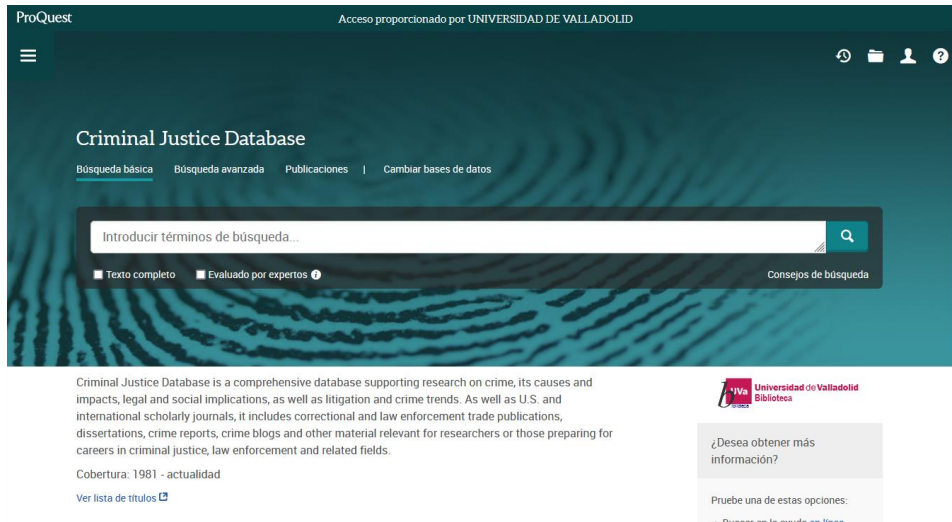 ProQuest
Acceso proporcionado por UNIVERSIDAD DE VALLADOLID
Criminal Justice Database
Búsqueda básica Búsqueda avanzada Publicaciones | Cambiar bases de datos
Introducir términos de búsqueda...
Texto completo Evaluado por expertos
Consejos de búsqueda
Criminal Justice Database is a comprehensive database supporting research on crime, its causes and
impacts, legal and social implications, as well as litigation and crime trends. As well as U.S. and
international scholarly journals, it includes correctional and law enforcement trade publications,
dissertations, crime reports, crime blogs and other material relevant for researchers or those preparing for
careers in criminal justice, law enforcement and related fields.
Cobertura: 1981 - actualidad
Ver lista de títulos
UVa
Universidad de Valladolid
Biblioteca
¿Desea obtener más
información?
Pruebe una de estas opciones: